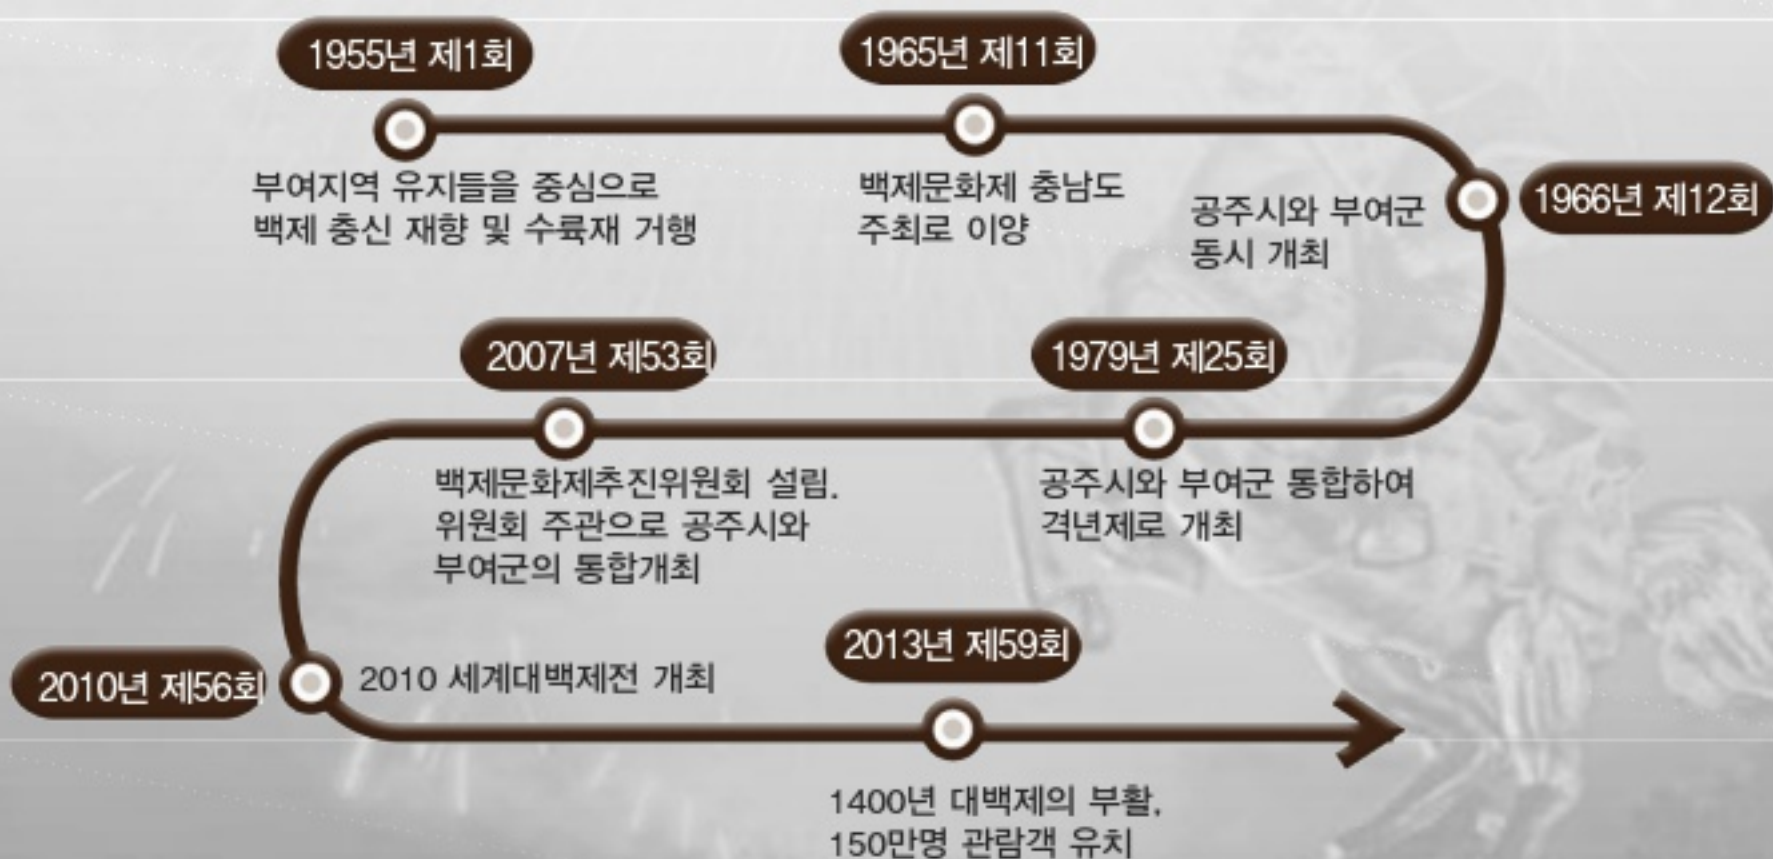 1955년 제1회
부여지역 유지들을 중심으로
백제 충신 재향 및 수륙재 거행
1965년 제11회
백제문화제 충남도
주최로 이양
1966년 제12회
공주시와 부여군
동시 개최
1979년 제25회
공주시와 부여군 통합하여
격년제로 개최
2007년 제53회
백제문화제추진위원회 설립.
위원회 주관으로 공주시와
부여군의 통합개최
2010년 제56회
2010 세계대백제전 개최
2013년 제59회
1400년 대백제의 부활,
150만명 관람객 유치